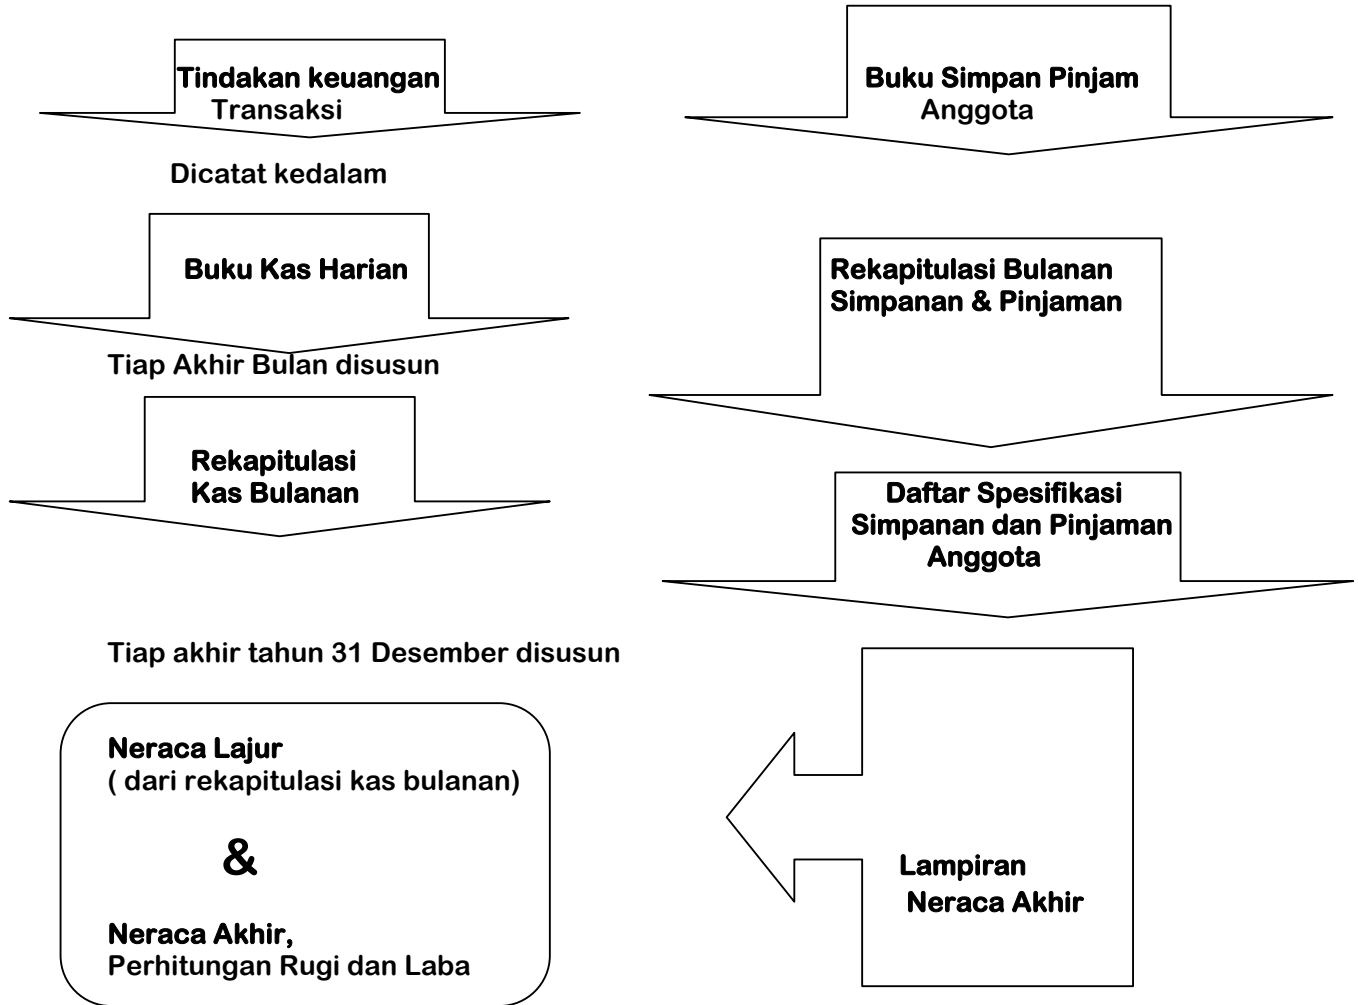 Tindakan keuangan
Transaksi
Dicatat kedalam
Buku Kas Harian
Tiap Akhir Bulan disusun
Rekapitulasi
Kas Bulanan
Tiap akhir tahun 31 Desember disusun
Neraca Lajur
( dari rekapitulasi kas bulanan)
&
Neraca Akhir,
Perhitungan Rugi dan Laba
Buku Simpan Pinjam
Anggota
Rekapitulasi Bulanan
Simpanan & Pinjaman
Daftar Spesifikasi
Simpanan dan Pinjaman
Anggota
Lampiran
Neraca Akhir